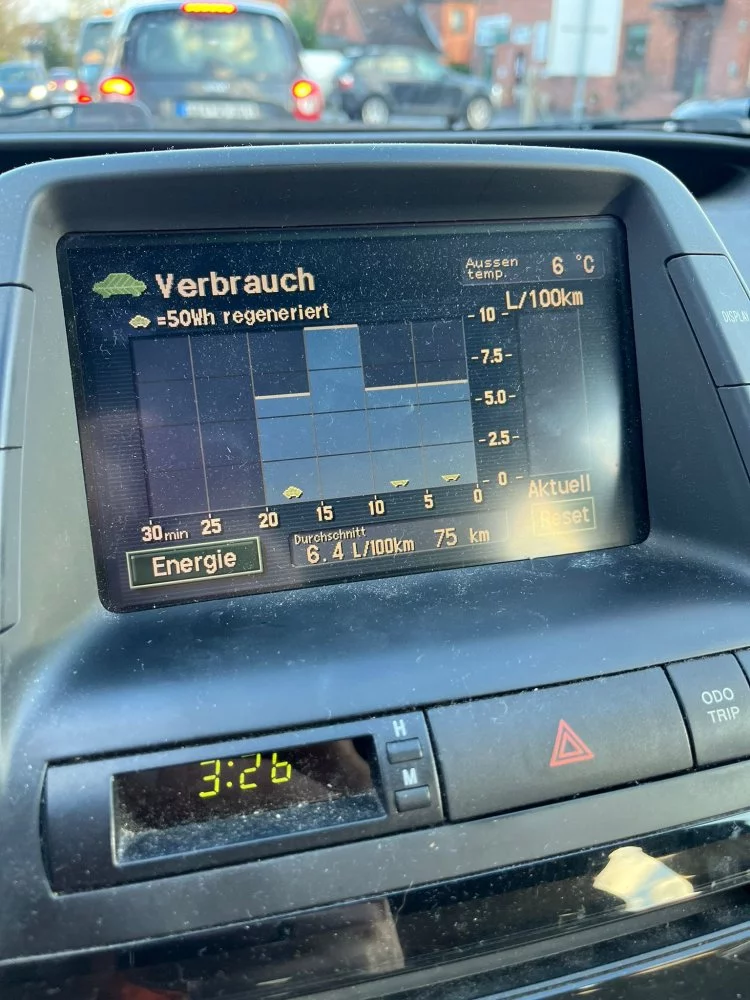 Verbrauch
Aussen temp. 6 °C
=50Wh regeneriert
L/100km
10
7.5
5.0
2.5
0
30 min 25 20 15 10 5 0
Aktuell
Reset
Energie
Durchschnitt
6.4 L/100km 75 km
DISPLAY
3:26
H
M
ODO
TRIP